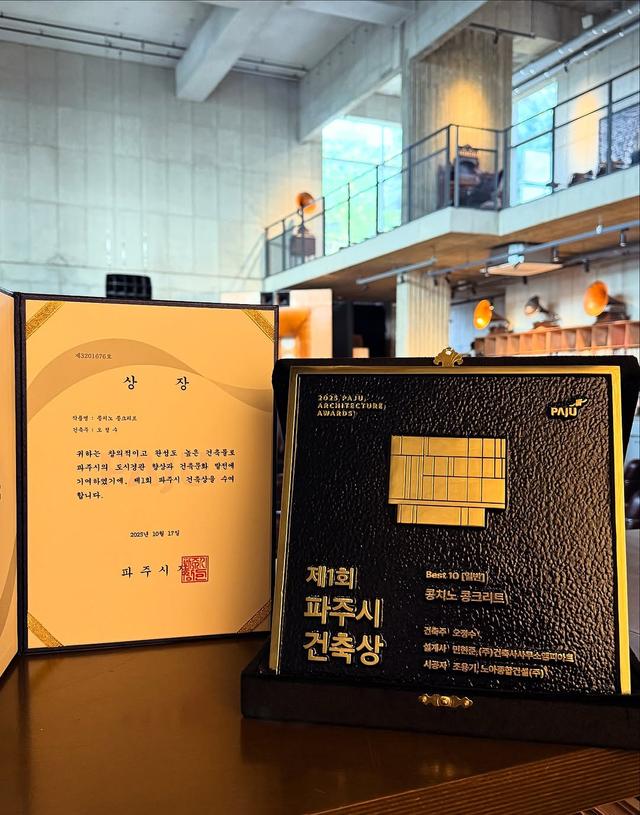 제3201676호
상 장
작품명 : 콩치노 콩크리트
건축주 : 오 정 수
귀하는 창의적이고 완성도 높은 건축물로
파주시의 도시경관 향상과 건축문화 발전에
기여하였기에, 제1회 파주시 건축상을 수여
합니다.
2025년 10월 17일
파 주 시
2025 PAJU
ARCHITECTURE
AWARDS
PAJU
제1회
파주시
건축상
Best 10 [일반]
콩치노 콩크리트
건축주 오정수
설계사 민현준, (주)건축사사무소엠피아트
시공자 조용기, 노아종합건설(주)